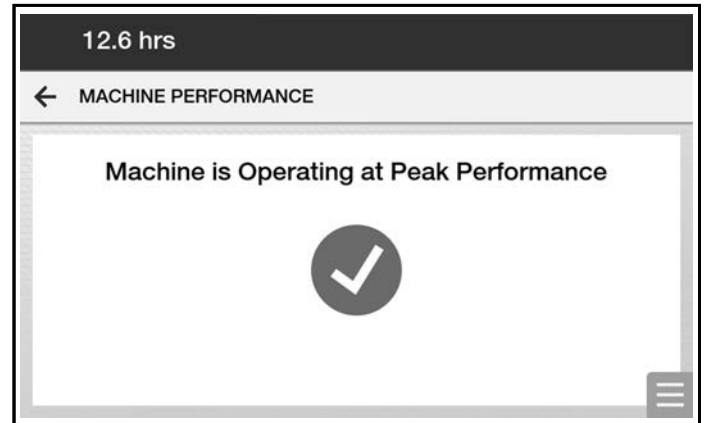 12.6 hrs
MACHINE PERFORMANCE
Machine is Operating at Peak Performance